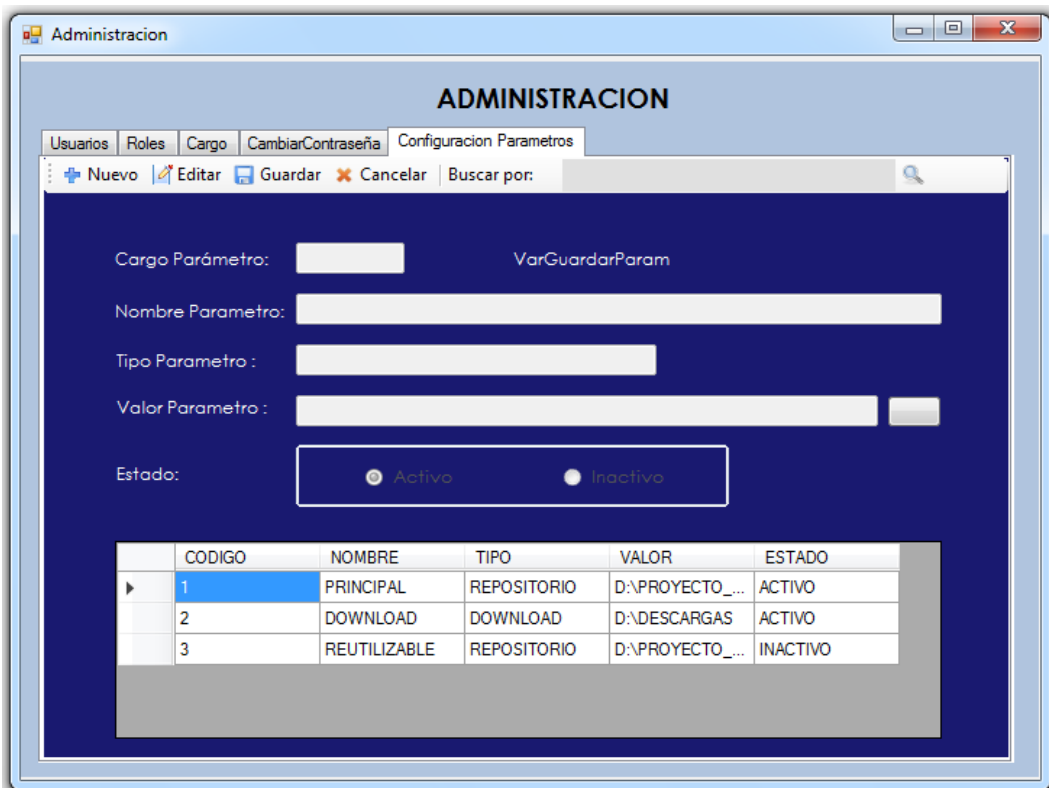 Administracion
ADMINISTRACION
Usuarios Roles Cargo CambiarContraseña Configuracion Parametros
Nuevo Editar Guardar Cancelar Buscar por:
Cargo Parámetro: VarGuardarParam
Nombre Parametro:
Tipo Parametro :
Valor Parametro :
Estado: Activo Inactivo
CODIGO NOMBRE TIPO VALOR ESTADO
1 PRINCIPAL REPOSITORIO D:\PROYECTO_... ACTIVO
2 DOWNLOAD DOWNLOAD D:\DESCARGAS ACTIVO
3 REUTILIZABLE REPOSITORIO D:\PROYECTO_... INACTIVO